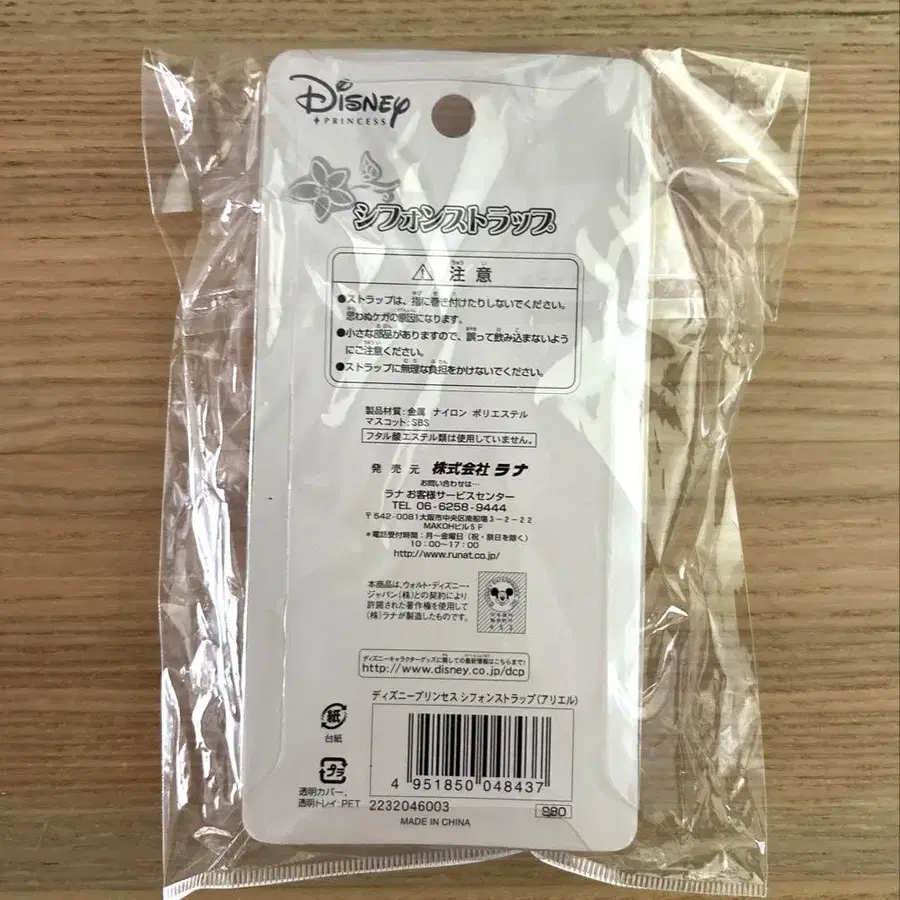 Disney
PRINCESS
シフォンストラップ
注意
●ストラップは、指に巻き付けたりしないでください。
思わぬケガの原因になります。
●小さな部品がありますので、誤って飲み込まないよう
にご注意ください。
●ストラップに無理な負担をかけないでください。
製品材質:金属 ナイロン ポリエステル
マスコット:SBS
フタル酸エステル類は使用していません。
発売元 株式会社 ラナ
お問い合わせは…
ラナ お客様サービスセンター
TEL 06-6258-9444
〒542-0081大阪市中央区南船場3-2-22
MAKOHビル5F
*電話受付時間:月~金曜日(祝・祭日を除く)
10:00~17:00
http://www.runat.co.jp/
本商品は、ウォルト・ディズニー・
ジャパン(株)との契約により
許諾された著作権を使用して
(株)ラナが製造したものです。
ディズニーキャラクターグッズに関しての最新情報はこちらまで!
http://www.disney.co.jp/dcp
ディズニープリンセス シフォンストラップ(アリエル)
紙
台紙
プラ
透明カバー、
透明トレイ:PET
4 951850 048437
2232046003
980
MADE IN CHINA